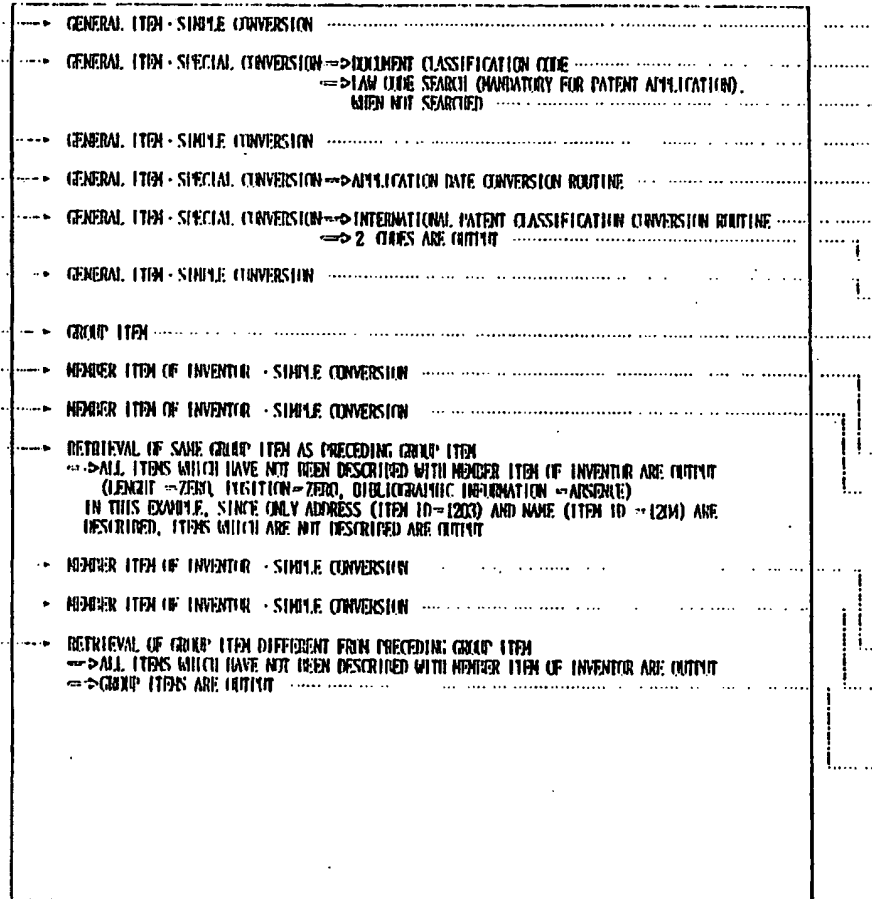 GENERAL ITEM · SIMPLE CONVERSION
GENERAL ITEM · SPECIAL CONVERSION=>DOCUMENT CLASSIFICATION CODE
=>LAW CODE SEARCH (MANDATORY FOR PATENT APPLICATION).
WHEN NOT SEARCHED
GENERAL ITEM · SIMPLE CONVERSION
GENERAL ITEM · SPECIAL CONVERSION=>APPLICATION DATE CONVERSION ROUTINE
GENERAL ITEM · SPECIAL CONVERSION=>INTERNATIONAL PATENT CLASSIFICATION CONVERSION ROUTINE
=>2 CODES ARE OUTPUT
GENERAL ITEM · SIMPLE CONVERSION
GROUP ITEM
MEMBER ITEM OF INVENTOR · SIMPLE CONVERSION
MEMBER ITEM OF INVENTOR · SIMPLE CONVERSION
RETRIEVAL OF SAME GROUP ITEM AS PRECEDING GROUP ITEM
=>ALL ITEMS WHICH HAVE NOT BEEN DESCRIBED WITH MEMBER ITEM OF INVENTOR ARE OUTPUT
(LENGTH =ZERO, POSITION=ZERO, BIBLIOGRAPHIC INFORMATION =ABSENCE)
IN THIS EXAMPLE, SINCE ONLY ADDRESS (ITEM ID=1203) AND NAME (ITEM ID =1204) ARE
DESCRIBED, ITEMS WHICH ARE NOT DESCRIBED ARE OUTPUT
MEMBER ITEM OF INVENTOR · SIMPLE CONVERSION
MEMBER ITEM OF INVENTOR · SIMPLE CONVERSION
RETRIEVAL OF GROUP ITEM DIFFERENT FROM PRECEDING GROUP ITEM
=>ALL ITEMS WHICH HAVE NOT BEEN DESCRIBED WITH MEMBER ITEM OF INVENTOR ARE OUTPUT
=>GROUP ITEMS ARE OUTPUT